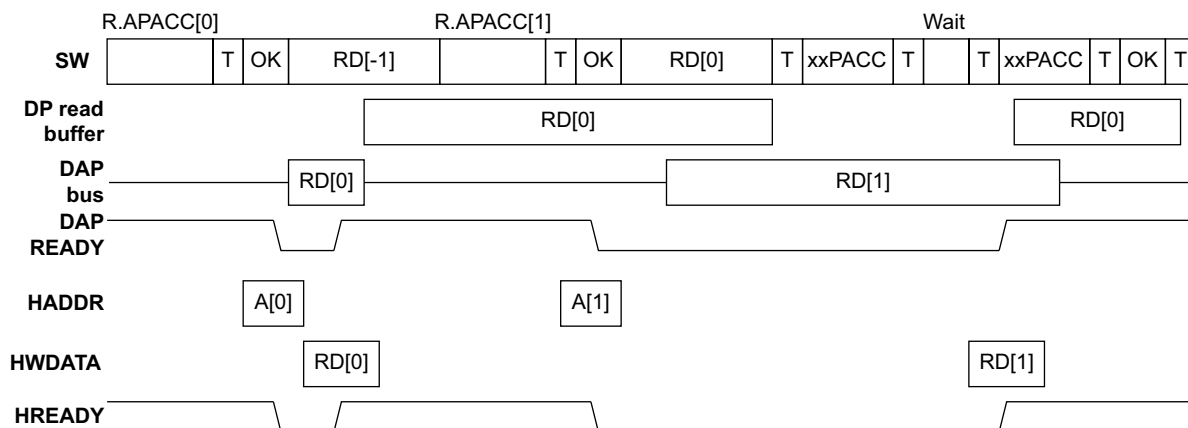 R.APACC[0] R.APACC[1] Wait
SW T OK RD[-1] T OK RD[0] T xxPACC T T xxPACC T OK T
DP read
buffer RD[0] RD[0]
DAP
bus RD[0] RD[1]
DAP
READY
HADDR A[0] A[1]
HWDATA RD[0] RD[1]
HREADY